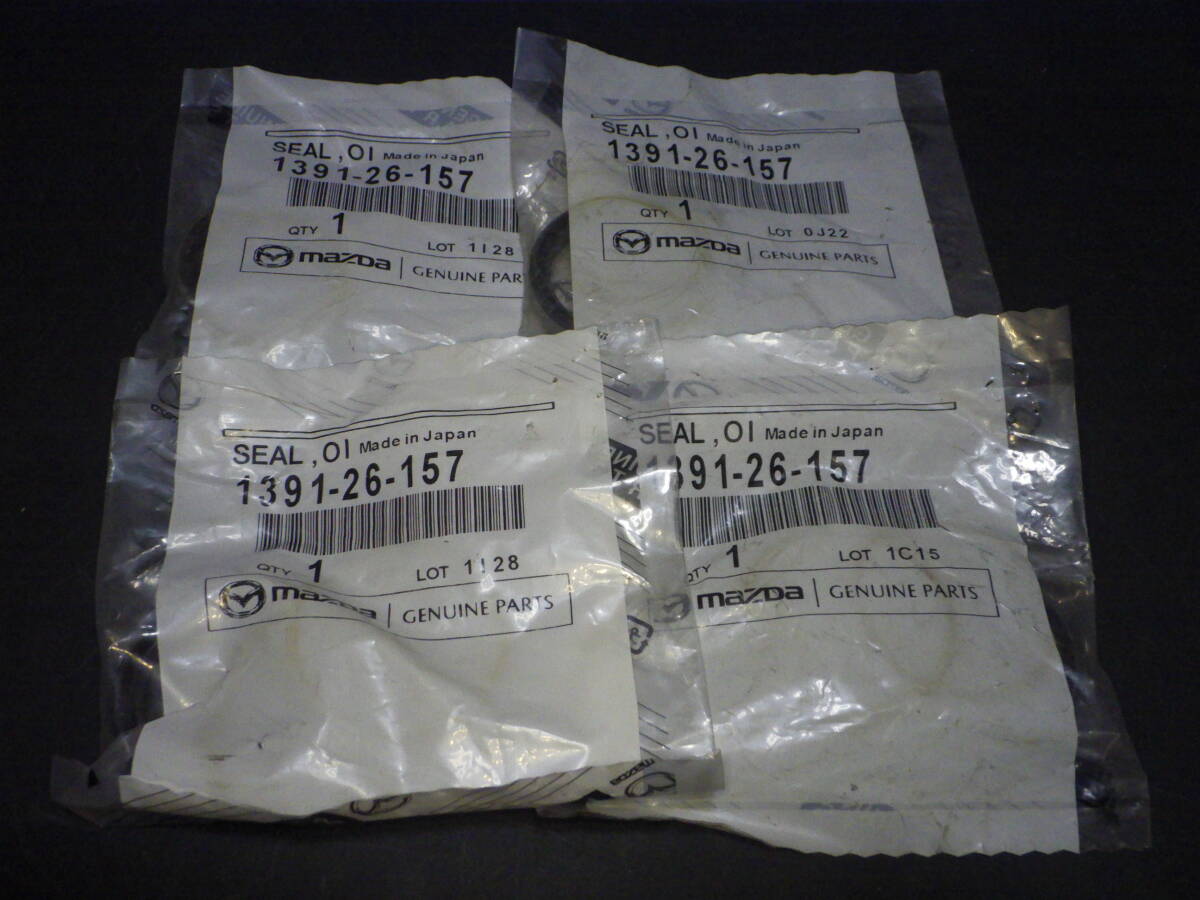 SEAL ,OI Made in Japan
1391-26-157
QTY 1 LOT 1I28
mazda GENUINE PAR
SEAL ,OI Made in Japan
1391-26-157
QTY 1 LOT 0J22
mazda GENUINE PARTS
SEAL ,OI Made in Japan
1391-26-157
QTY 1 LOT 1I28
mazda GENUINE PARTS
SEAL ,OI Made in Japan
1391-26-157
QTY 1 LOT 1C15
mazda GENUINE PARTS